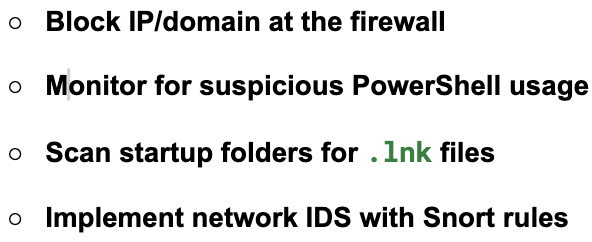 ○ Block IP/domain at the firewall
○ Monitor for suspicious PowerShell usage
○ Scan startup folders for .lnk files
○ Implement network IDS with Snort rules